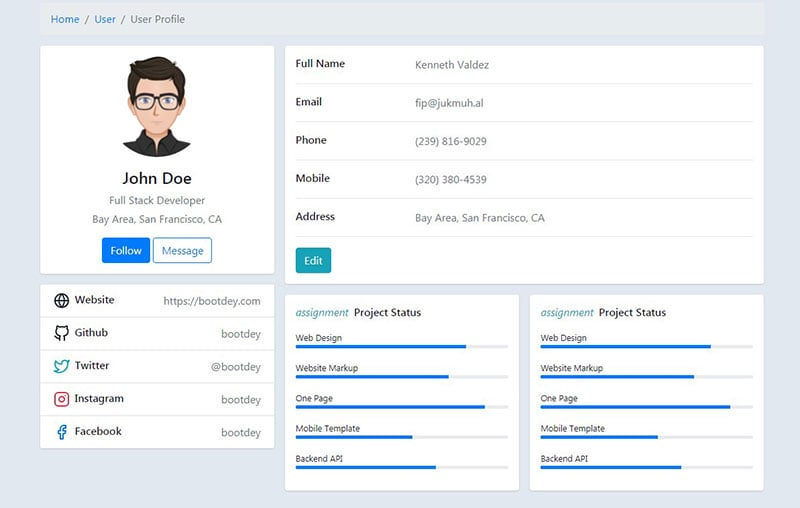 Home / User / User Profile
John Doe
Full Stack Developer
Bay Area, San Francisco, CA
Follow Message
Website https://bootdey.com
Github bootdey
Twitter @bootdey
Instagram bootdey
Facebook bootdey
Full Name Kenneth Valdez
Email fip@jukmuh.al
Phone (239) 816-9029
Mobile (320) 380-4539
Address Bay Area, San Francisco, CA
Edit
assignment Project Status
Web Design
Website Markup
One Page
Mobile Template
Backend API
assignment Project Status
Web Design
Website Markup
One Page
Mobile Template
Backend API